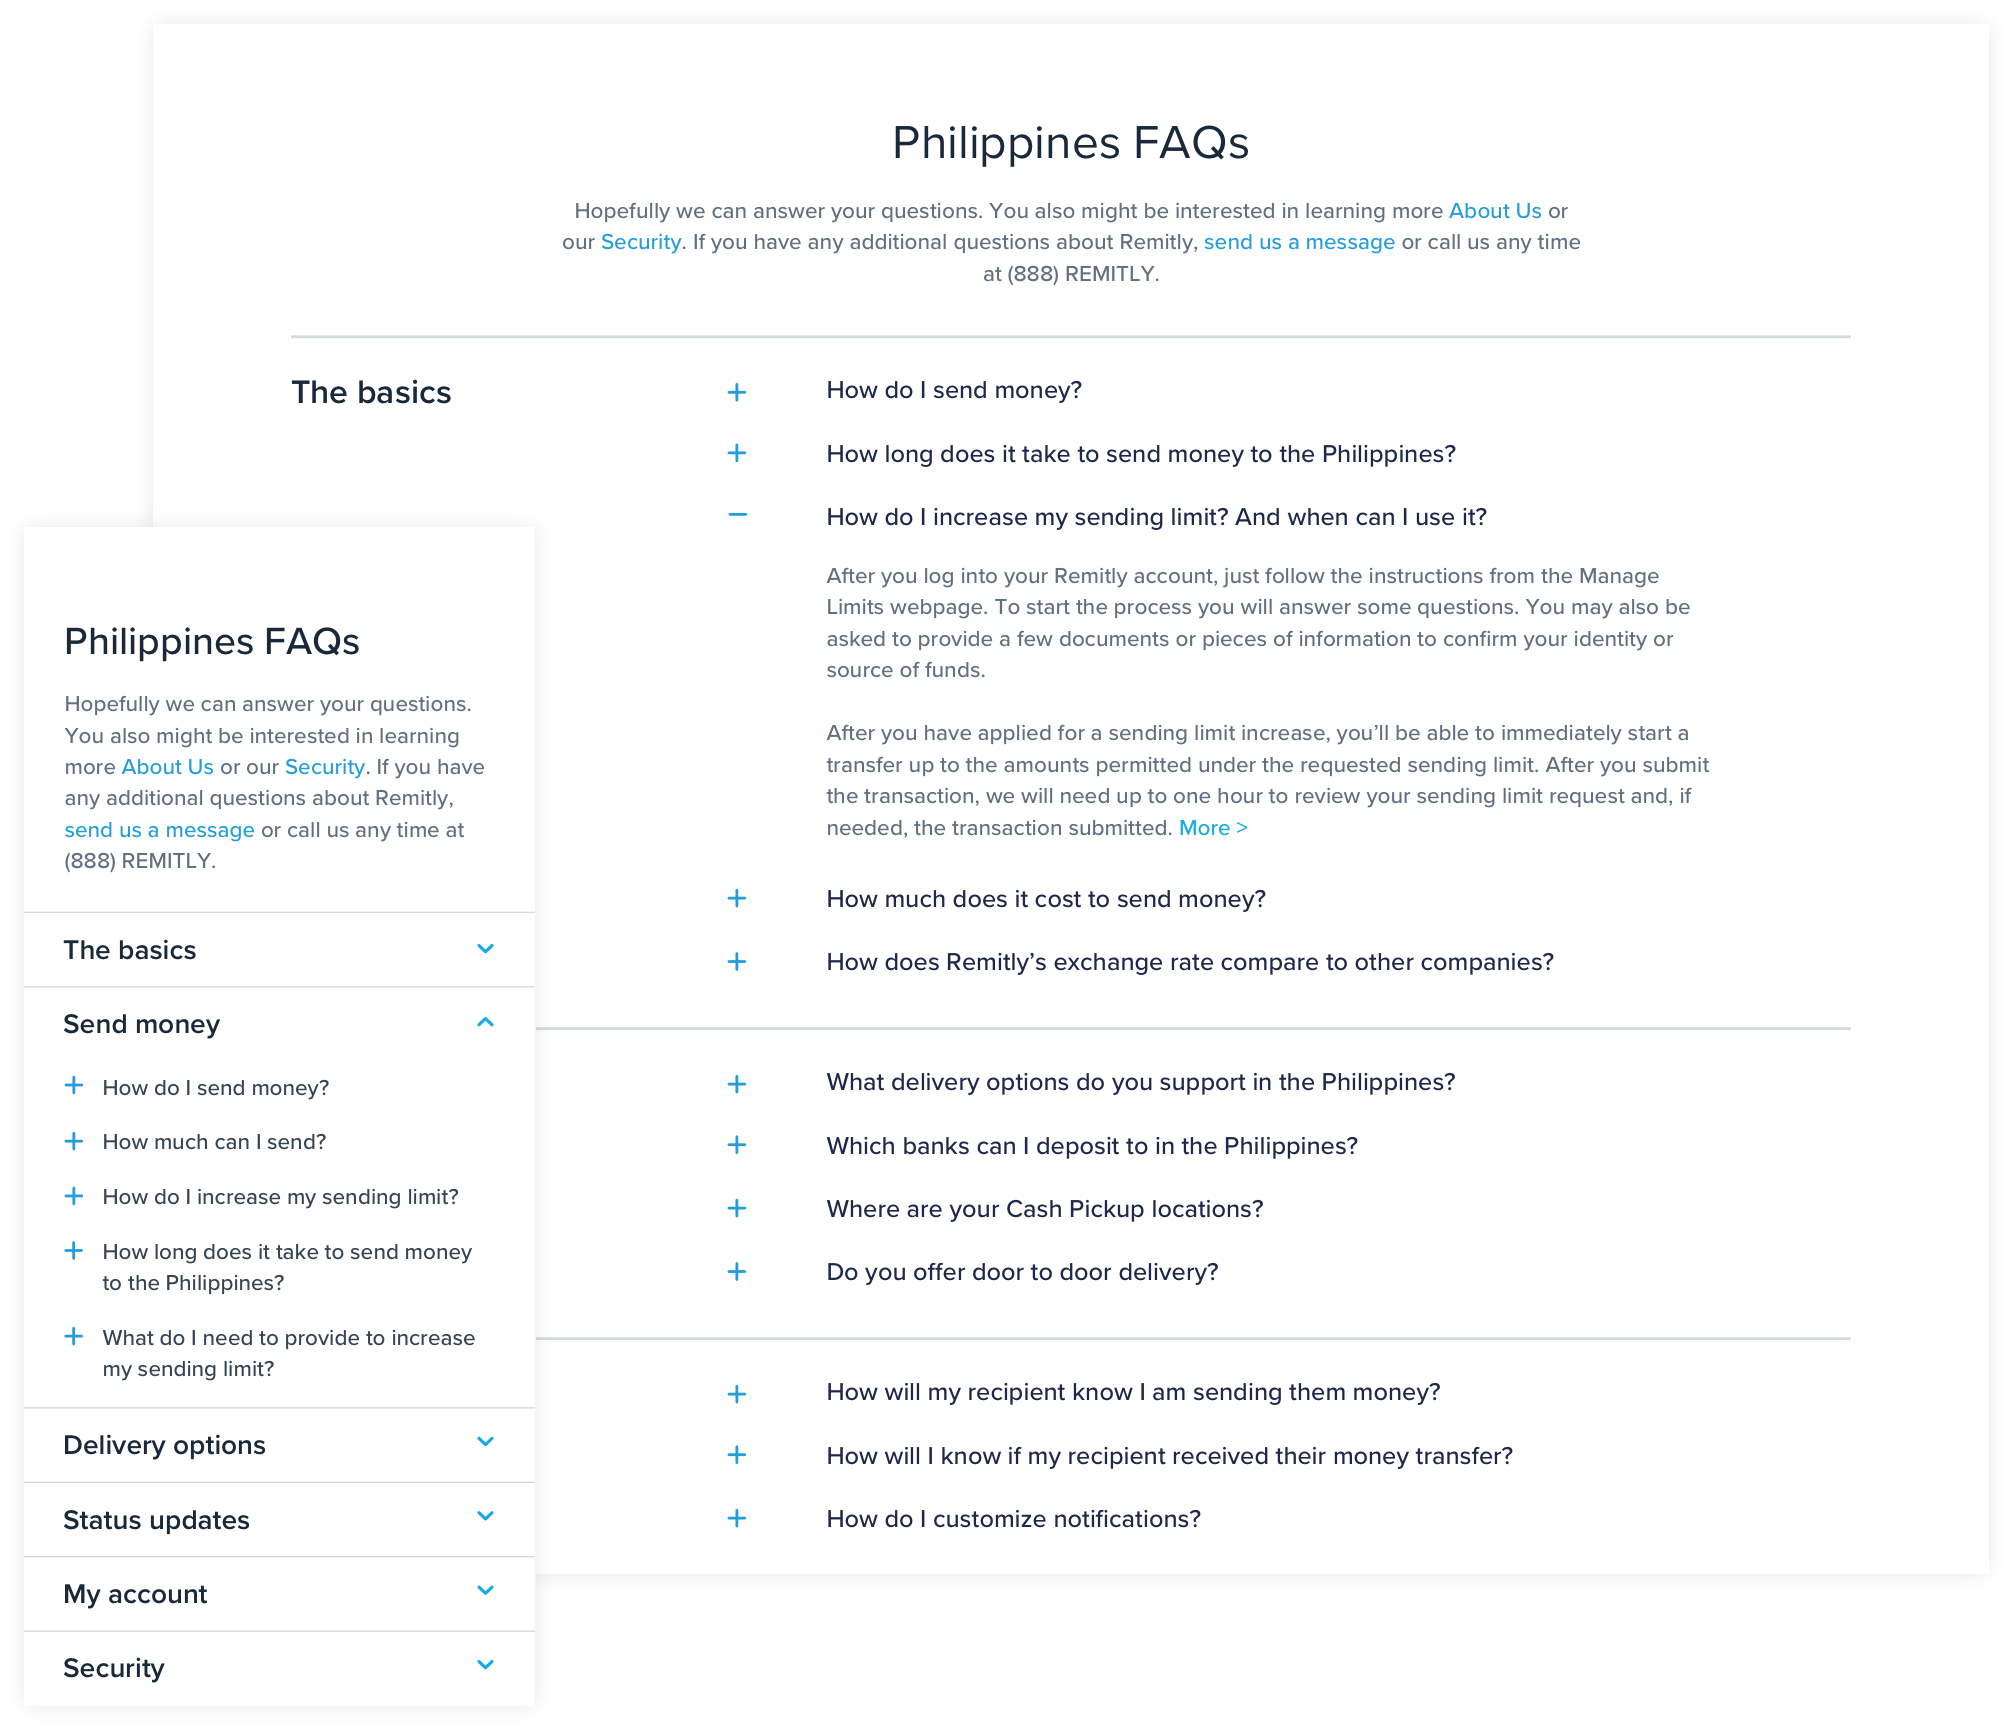 Philippines FAQs
Hopefully we can answer your questions. You also might be interested in learning more About Us or
our Security. If you have any additional questions about Remitly, send us a message or call us any time
at (888) REMITLY.
The basics
How do I send money?
How long does it take to send money to the Philippines?
How do I increase my sending limit? And when can I use it?
After you log into your Remitly account, just follow the instructions from the Manage
Limits webpage. To start the process you will answer some questions. You may also be
asked to provide a few documents or pieces of information to confirm your identity or
source of funds.
After you have applied for a sending limit increase, you’ll be able to immediately start a
transfer up to the amounts permitted under the requested sending limit. After you submit
the transaction, we will need up to one hour to review your sending limit request and, if
needed, the transaction submitted. More >
How much does it cost to send money?
How does Remitly’s exchange rate compare to other companies?
What delivery options do you support in the Philippines?
Which banks can I deposit to in the Philippines?
Where are your Cash Pickup locations?
Do you offer door to door delivery?
How will my recipient know I am sending them money?
How will I know if my recipient received their money transfer?
How do I customize notifications?
Philippines FAQs
Hopefully we can answer your questions.
You also might be interested in learning
more About Us or our Security. If you have
any additional questions about Remitly,
send us a message or call us any time at
(888) REMITLY.
The basics
Send money
How do I send money?
How much can I send?
How do I increase my sending limit?
How long does it take to send money
to the Philippines?
What do I need to provide to increase
my sending limit?
Delivery options
Status updates
My account
Security